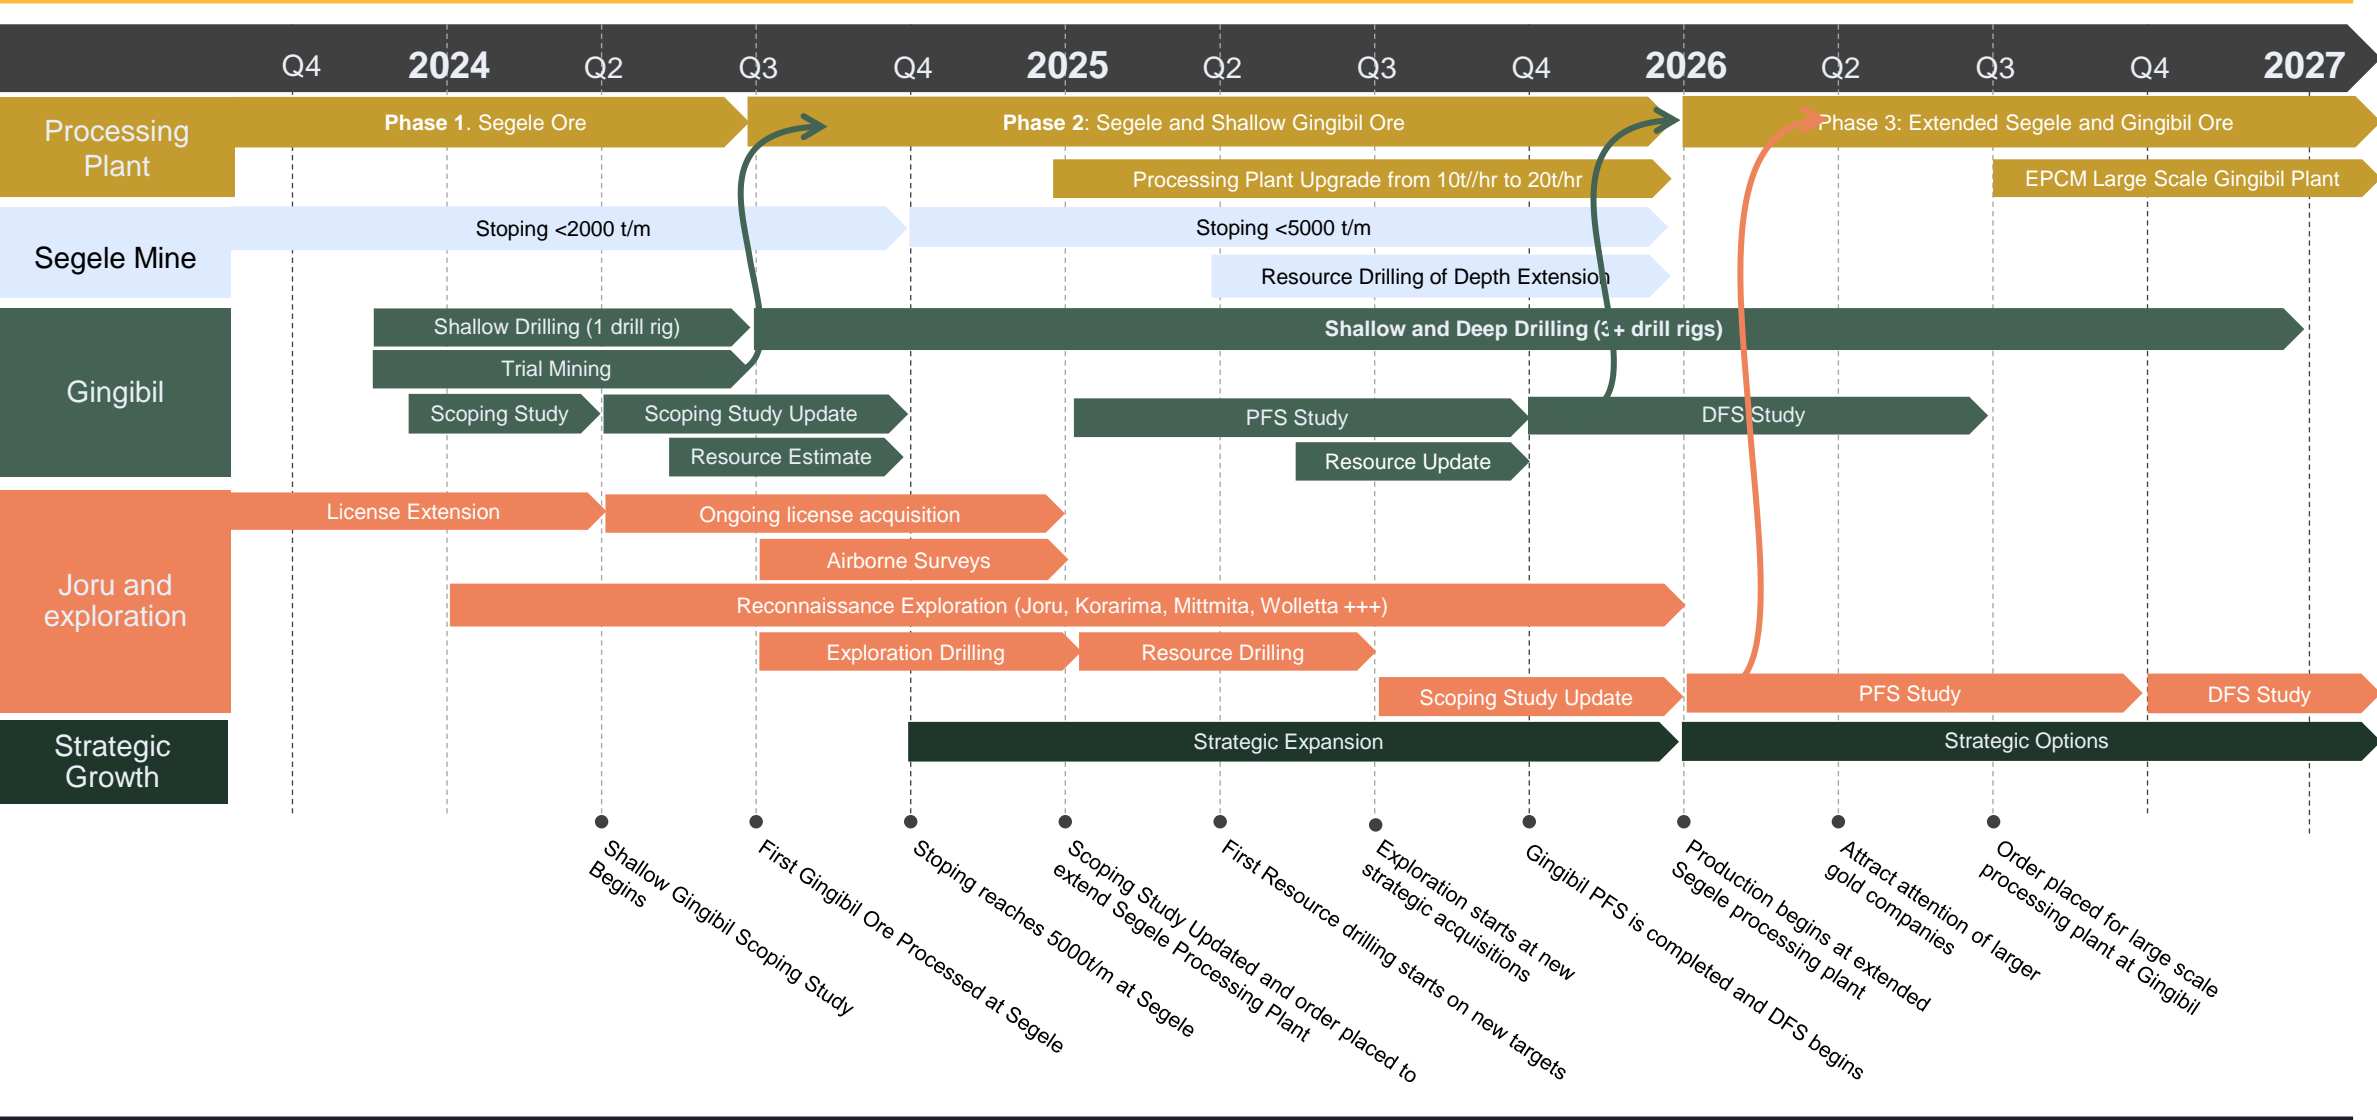 Q4 2024 Q2 Q3 Q4 2025 Q2 Q3 Q4 2026 Q2 Q3 Q4 2027
Processing
Plant
Phase 1. Segele Ore
Phase 2: Segele and Shallow Gingibil Ore
Phase 3: Extended Segele and Gingibil Ore
Processing Plant Upgrade from 10t//hr to 20t/hr
EPCM Large Scale Gingibil Plant
Segele Mine
Stoping <2000 t/m
Stoping <5000 t/m
Resource Drilling of Depth Extension
Gingibil
Shallow Drilling (1 drill rig)
Shallow and Deep Drilling (3+ drill rigs)
Trial Mining
Scoping Study
Scoping Study Update
PFS Study
DFS Study
Resource Estimate
Resource Update
Joru and
exploration
License Extension
Ongoing license acquisition
Airborne Surveys
Reconnaissance Exploration (Joru, Korarima, Mittmita, Wolletta +++)
Exploration Drilling
Resource Drilling
Scoping Study Update
PFS Study
DFS Study
Strategic
Growth
Strategic Expansion
Strategic Options
Shallow Gingibil Scoping Study
Begins
First Gingibil Ore Processed at Segele
Stoping reaches 5000t/m at Segele
Scoping Study Updated and order placed to
extend Segele Processing Plant
First Resource drilling starts on new targets
Exploration starts at new
strategic acquisitions
Gingibil PFS is completed and DFS begins
Production begins at extended
Segele processing plant
Attract attention of larger
gold companies
Order placed for large scale
processing plant at Gingibil